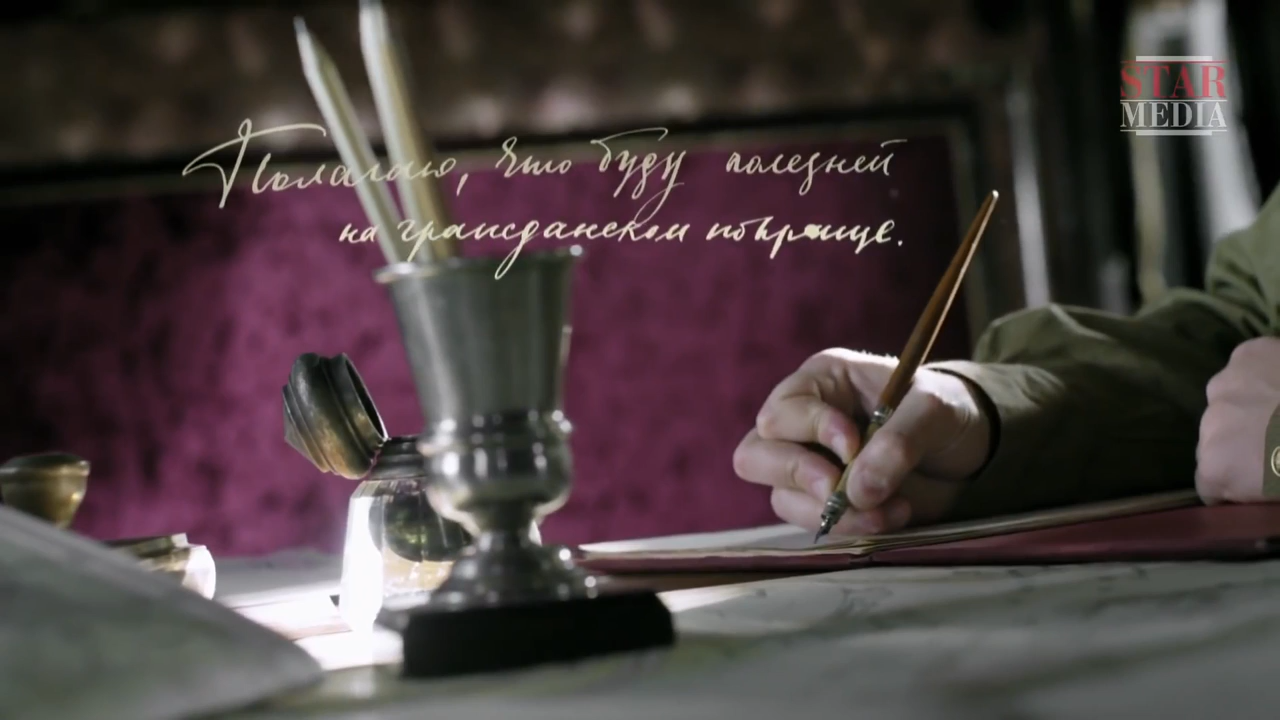 STAR
MEDIA
Полагаю, что буду полезней
на гражданском поприще.